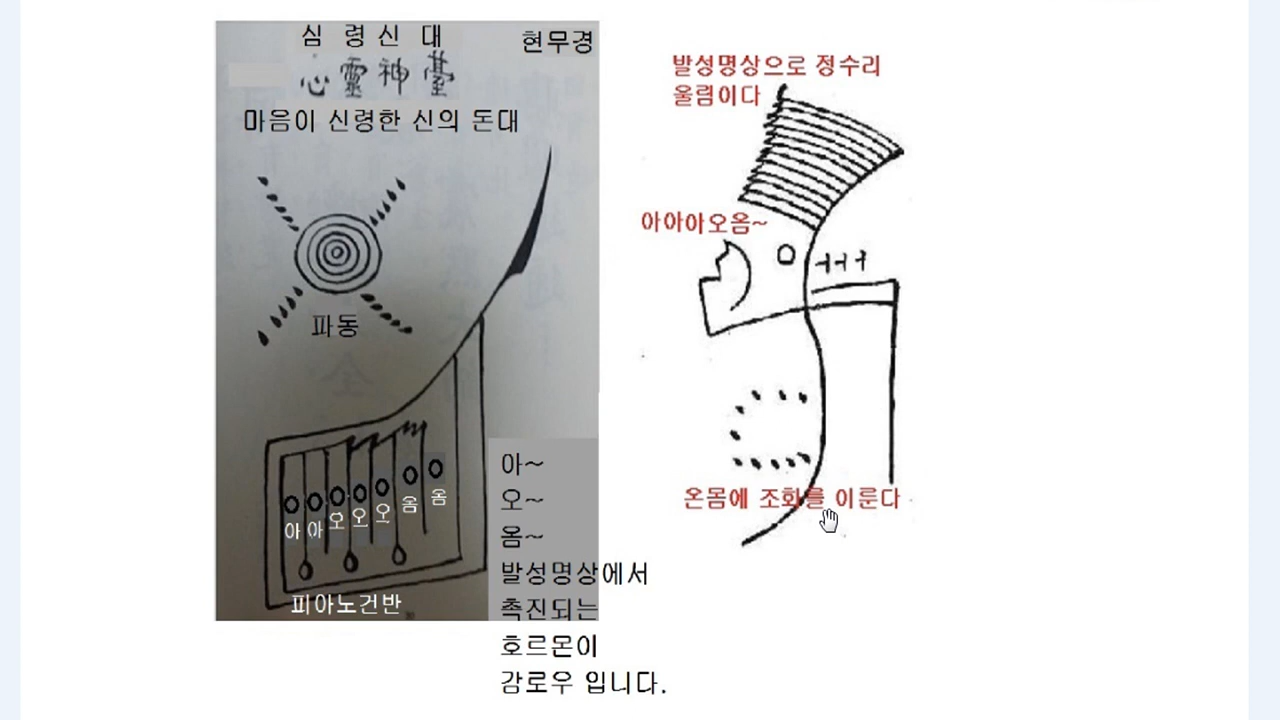 심 령 신 대
현무경
心靈神臺
마음이 신령한 신의 돈대
파동
아 아 오 오 오 옴 옴
피아노건반
아~
오~
옴~
발성명상에서
촉진되는
호르몬이
감로우 입니다.
발성명상으로 정수리
울림이다
아아아오옴~
온몸에 조화를 이룬다